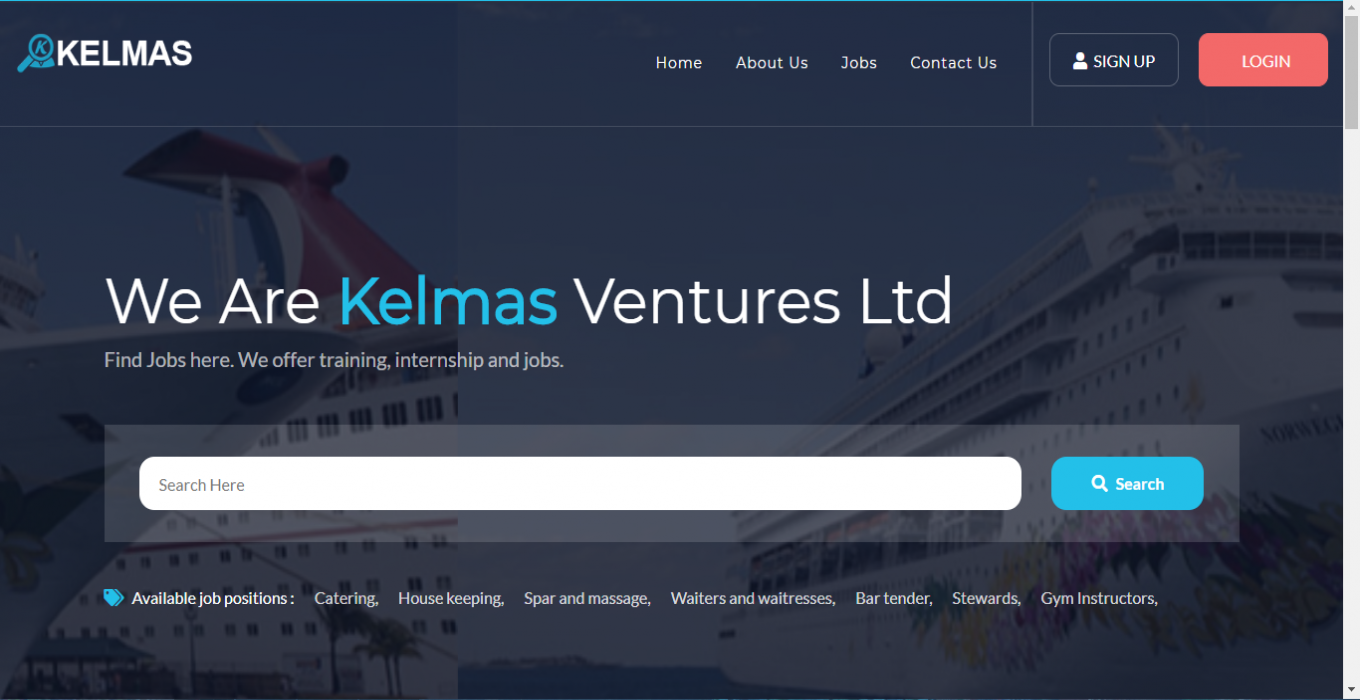 KELMAS
Home About Us Jobs Contact Us SIGN UP LOGIN
We Are Kelmas Ventures Ltd
Find Jobs here. We offer training, internship and jobs.
Search Here Search
Available job positions : Catering, House keeping, Spar and massage, Waiters and waitresses, Bar tender, Stewards, Gym Instructors,